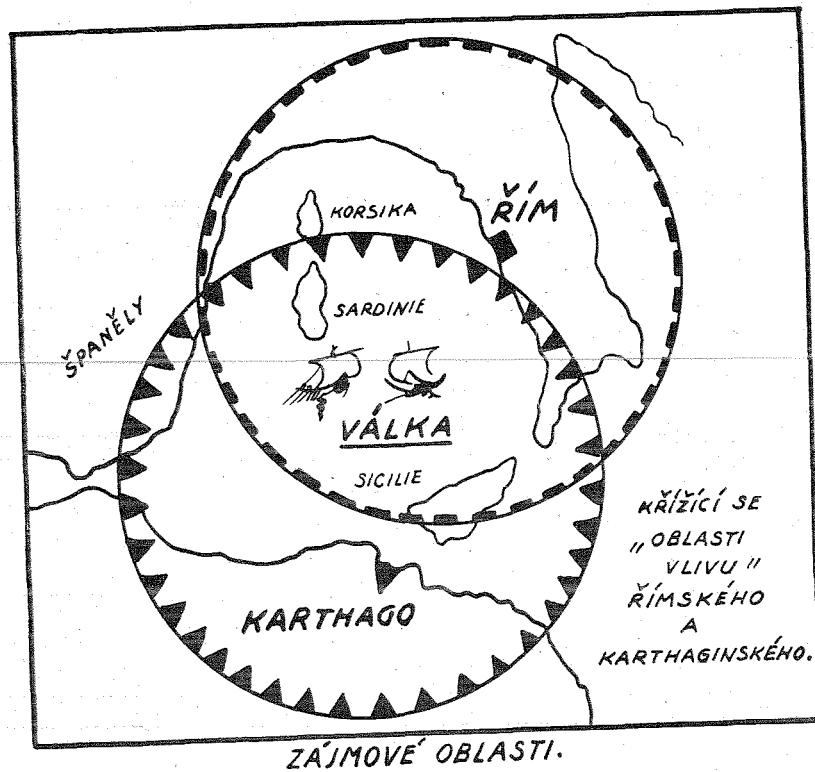 ŘÍM
KORSIKA
SARDINIE
ŠPANĚLY
VÁLKA
SICILIE
KŘÍŽÍCÍ SE
„OBLASTI
VLIVU"
ŘÍMSKÉHO
A
KARTHAGINSKÉHO.
KARTHAGO
ZÁJMOVÉ OBLASTI.